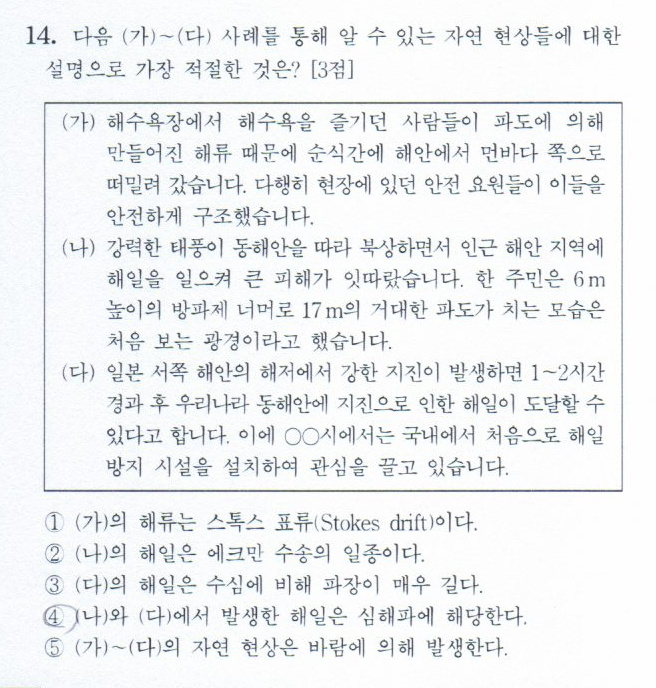 14. 다음 (가)~(다) 사례를 통해 알 수 있는 자연 현상들에 대한
설명으로 가장 적절한 것은? [3점]
(가) 해수욕장에서 해수욕을 즐기던 사람들이 파도에 의해
만들어진 해류 때문에 순식간에 해안에서 먼바다 쪽으로
떠밀려 갔습니다. 다행히 현장에 있던 안전 요원들이 이들을
안전하게 구조했습니다.
(나) 강력한 태풍이 동해안을 따라 북상하면서 인근 해안 지역에
해일을 일으켜 큰 피해가 잇따랐습니다. 한 주민은 6m
높이의 방파제 너머로 17m의 거대한 파도가 치는 모습은
처음 보는 광경이라고 했습니다.
(다) 일본 서쪽 해안의 해저에서 강한 지진이 발생하면 1~2시간
경과 후 우리나라 동해안에 지진으로 인한 해일이 도달할 수
있다고 합니다. 이에 ○○시에서는 국내에서 처음으로 해일
방지 시설을 설치하여 관심을 끌고 있습니다.
① (가)의 해류는 스톡스 표류(Stokes drift)이다.
② (나)의 해일은 에크만 수송의 일종이다.
③ (다)의 해일은 수심에 비해 파장이 매우 길다.
④ (나)와 (다)에서 발생한 해일은 심해파에 해당한다.
⑤ (가)~(다)의 자연 현상은 바람에 의해 발생한다.